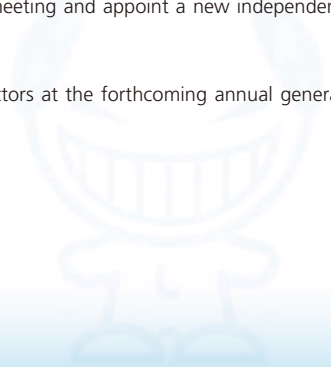 meeting and appoint a new independen
ctors at the forthcoming annual genera
L